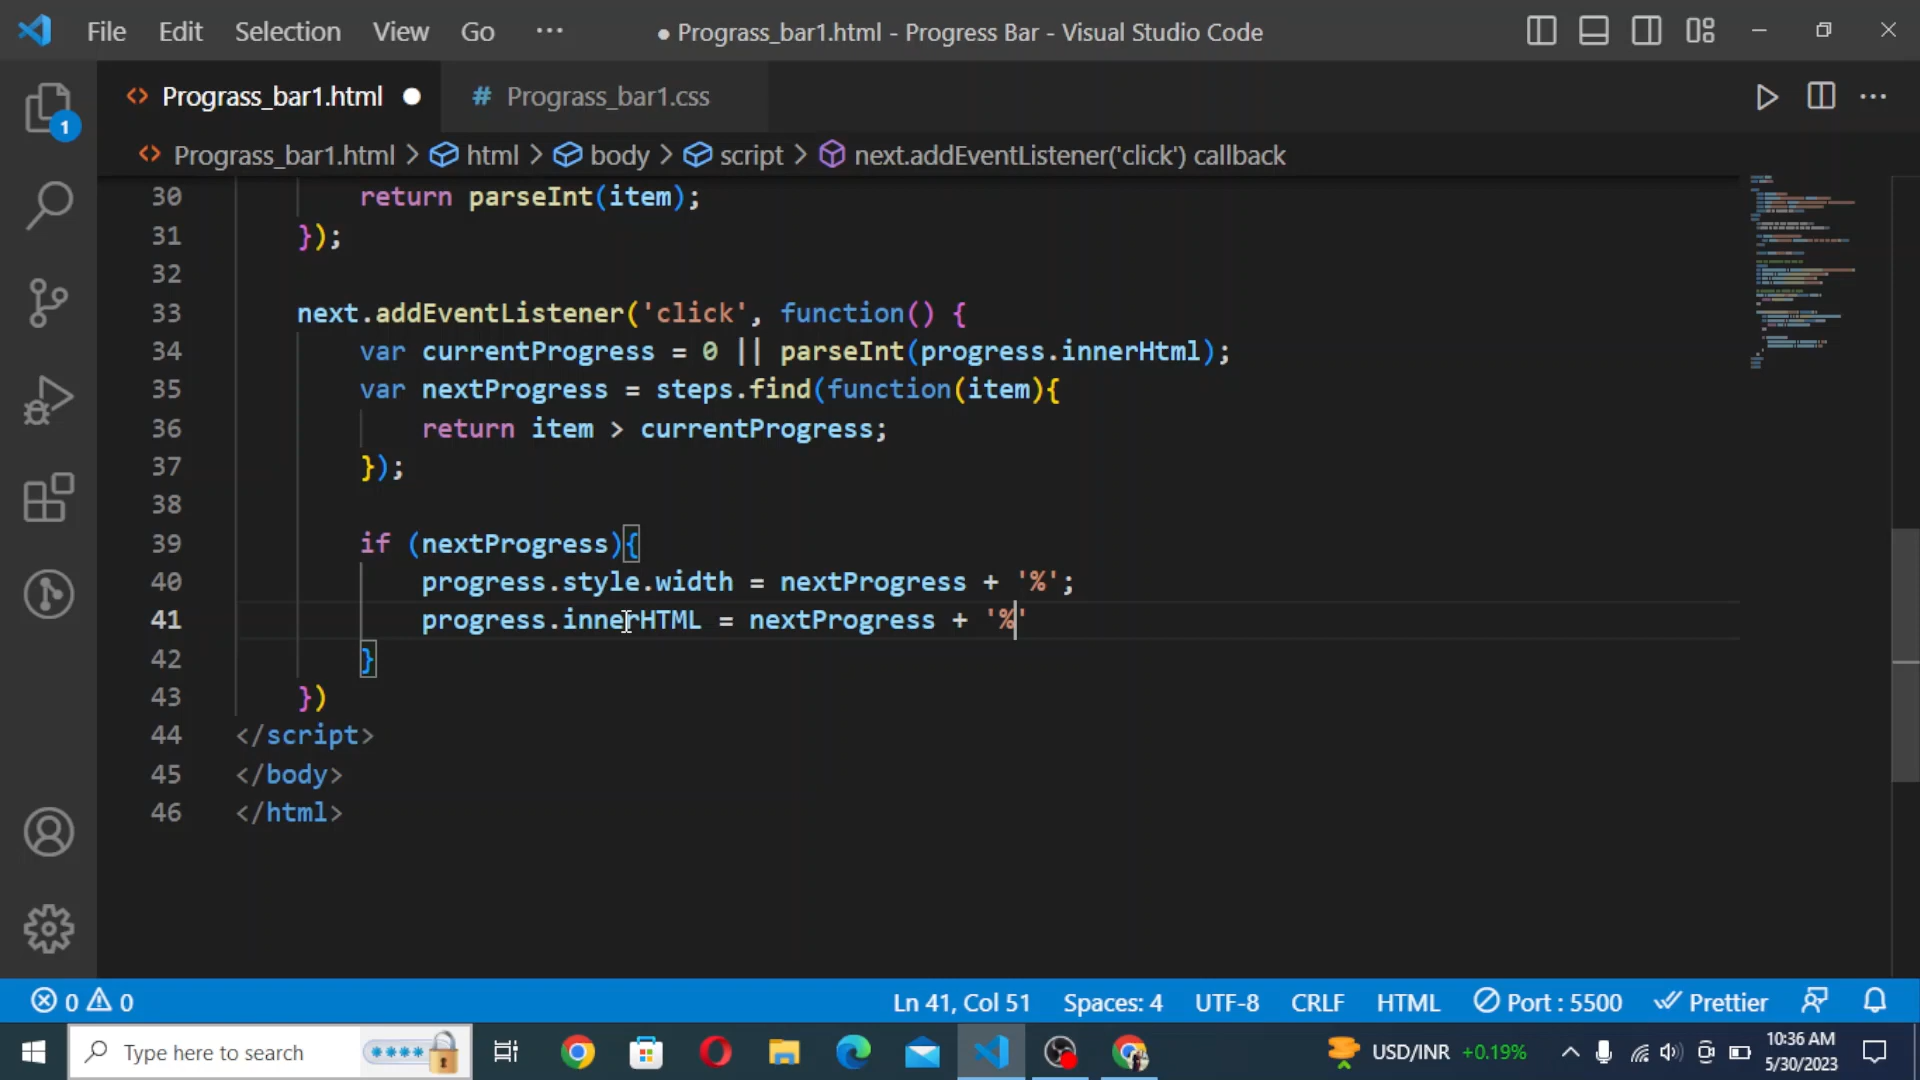 File Edit Selection View Go ··· ● Prograss_bar1.html - Progress Bar - Visual Studio Code
<> Prograss_bar1.html ● # Prograss_bar1.css
<> Prograss_bar1.html > html > body > script > next.addEventListener('click') callback
1
30 return parseInt(item);
31 });
32
33 next.addEventListener('click', function() {
34 var currentProgress = 0 || parseInt(progress.innerHtml);
35 var nextProgress = steps.find(function(item){
36 return item > currentProgress;
37 });
38
39 if (nextProgress){
40 progress.style.width = nextProgress + '%';
41 progress.innerHTML = nextProgress + '%'
42 }
43 })
44 </script>
45 </body>
46 </html>
0 0 Ln 41, Col 51 Spaces: 4 UTF-8 CRLF HTML Port : 5500 Prettier
Type here to search USD/INR +0.19% 10:36 AM
5/30/2023